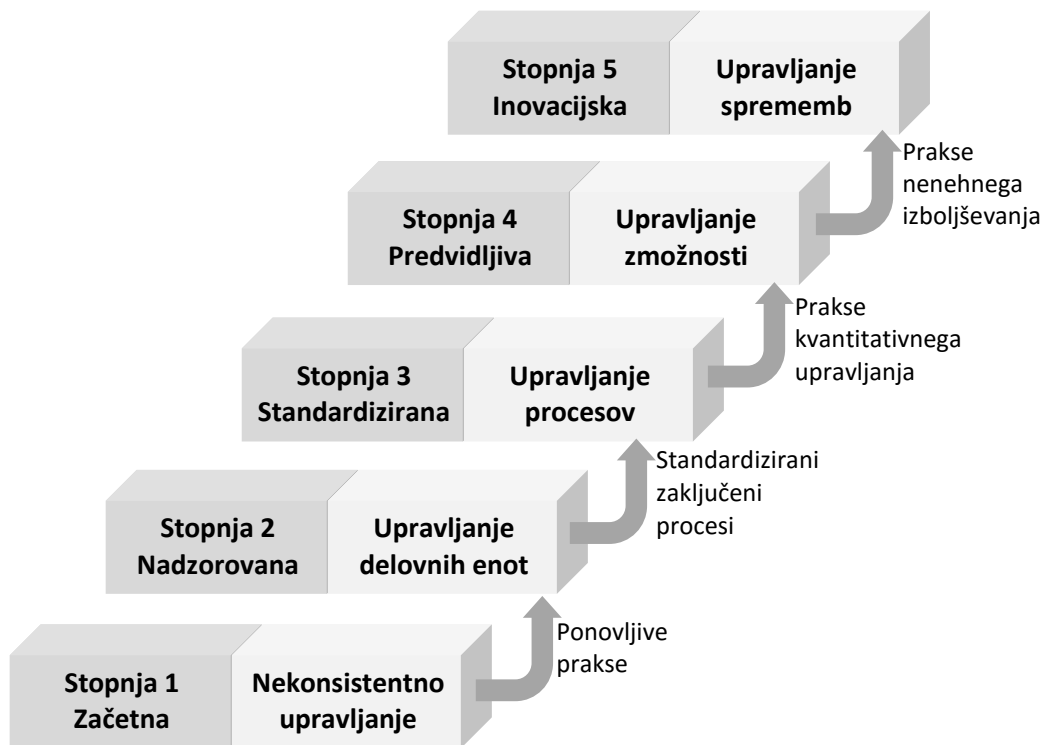 Stopnja 5
Inovacijska
Upravljanje
sprememb
Prakse
nenehnega
izboljševanja
Stopnja 4
Predvidljiva
Upravljanje
zmožnosti
Prakse
kvantitativnega
upravljanja
Stopnja 3
Standardizirana
Upravljanje
procesov
Standardizirani
zaključeni
procesi
Stopnja 2
Nadzorovana
Upravljanje
delovnih enot
Ponovljive
prakse
Stopnja 1
Začetna
Nekonsistentno
upravljanje